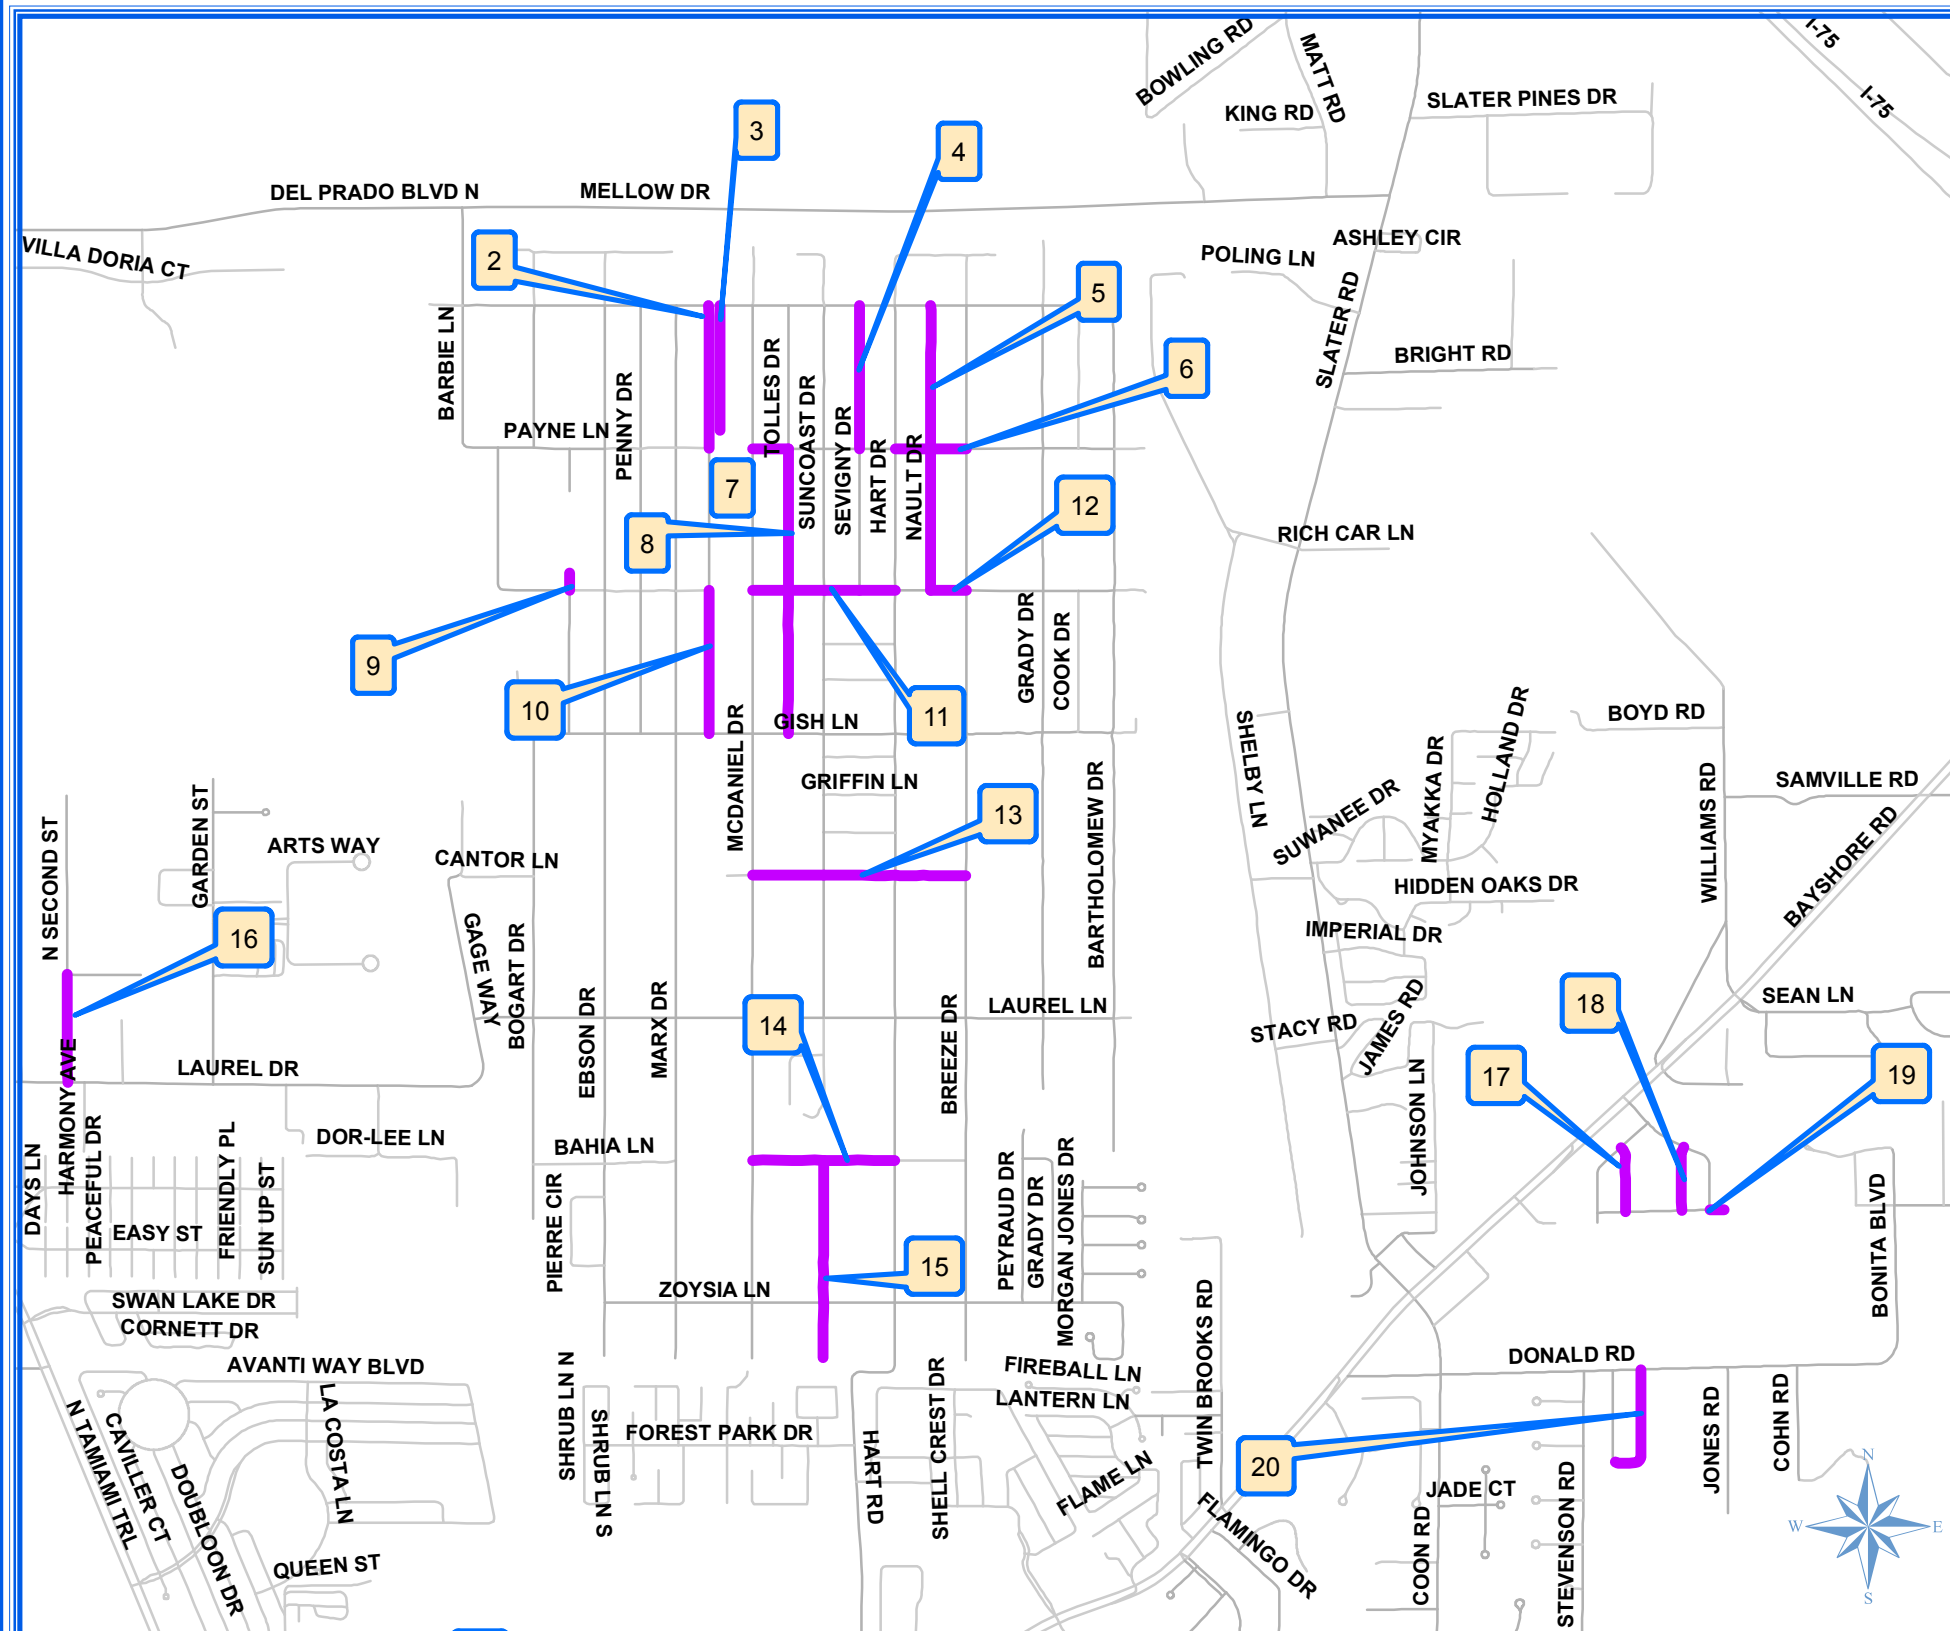 BOWLING RD
MATT RD
I-75
I-75
KING RD
SLATER PINES DR
3
4
DEL PRADO BLVD N
MELLOW DR
VILLA DORIA CT
2
ASHLEY CIR
POLING LN
5
SLATER RD
BARBIE LN
TOLLES DR
BRIGHT RD
6
PENNY DR
SUNCOAST DR
PAYNE LN
SEVIGNY DR
HART DR
NAULT DR
7
12
8
RICH CAR LN
9
GRADY DR
COOK DR
10
11
GISH LN
MCDANIEL DR
SHELBY LN
HOLLAND DR
BOYD RD
MYAKKA DR
GRIFFIN LN
BARTHOLOMEW DR
WILLIAMS RD
SAMVILLE RD
SUWANEE DR
13
GARDEN ST
N SECOND ST
ARTS WAY
CANTOR LN
BAYSHORE RD
HIDDEN OAKS DR
16
GAGE WAY
BOGART DR
IMPERIAL DR
EBSON DR
MARX DR
14
BREEZE DR
LAUREL LN
STACY RD
JAMES RD
18
SEAN LN
HARMONY AVE
LAUREL DR
JOHNSON LN
17
19
DAYS LN
PEACEFUL DR
FRIENDLY PL
SUN UP ST
DOR-LEE LN
BAHIA LN
PIERRE CIR
PEYRAUD DR
GRADY DR
MORGAN JONES DR
BONITA BLVD
EASY ST
15
SWAN LAKE DR
ZOYSIA LN
TWIN BROOKS RD
CORNETT DR
AVANTI WAY BLVD
DONALD RD
N TAMIAMI TRL
CAVILLER CT
DOUBLOON DR
LA COSTA LN
SHRUB LN N
SHRUB LN S
FOREST PARK DR
HART RD
SHELL CREST DR
FIREBALL LN
LANTERN LN
FLAME LN
20
FLAMINGO DR
JADE CT
COON RD
STEVENSON RD
JONES RD
COHN RD
QUEEN ST
N
W
E
S